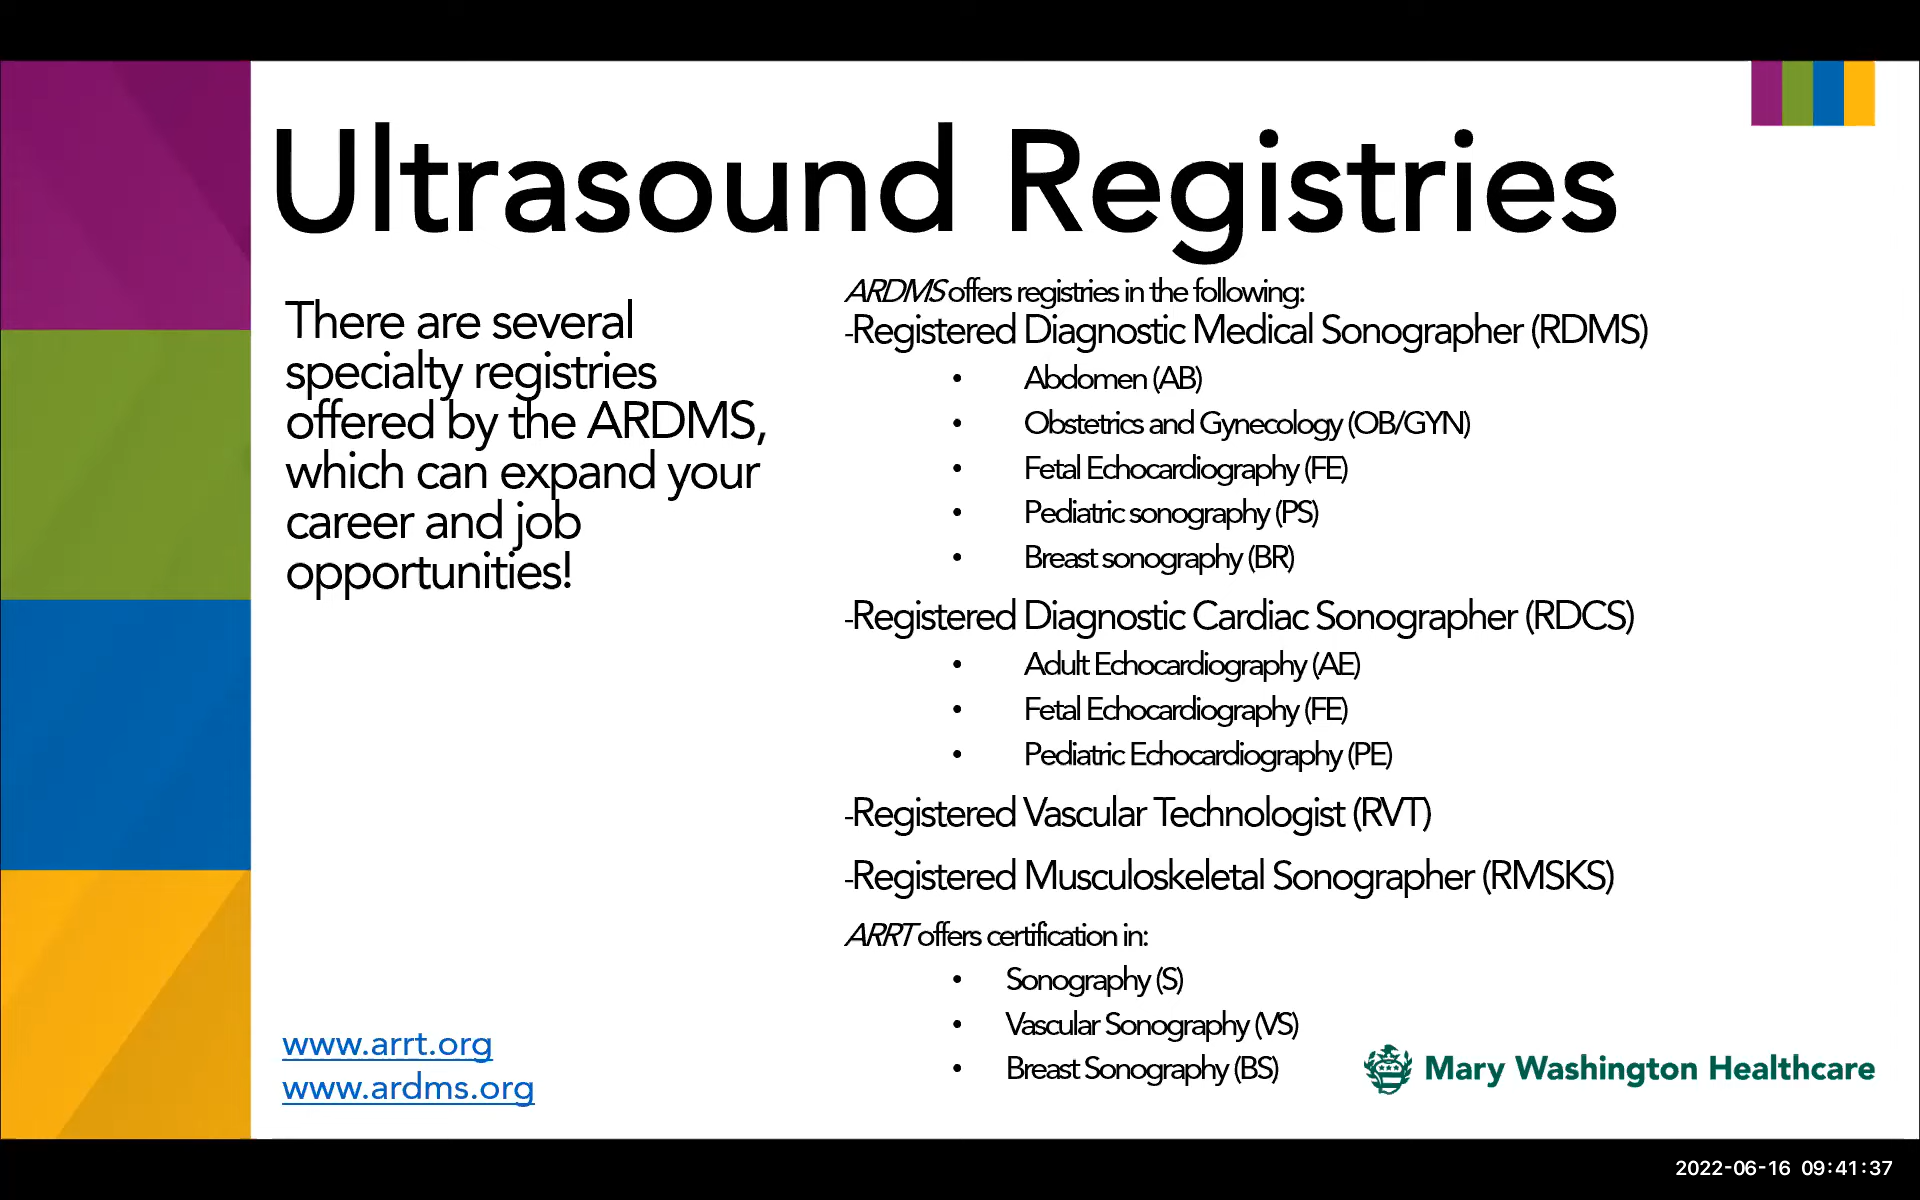 Ultrasound Registries
There are several
specialty registries
offered by the ARDMS,
which can expand your
career and job
opportunities!
www.arrt.org
www.ardms.org
ARDMS offers registries in the following:
-Registered Diagnostic Medical Sonographer (RDMS)
• Abdomen (AB)
• Obstetrics and Gynecology (OB/GYN)
• Fetal Echocardiography (FE)
• Pediatric sonography (PS)
• Breast sonography (BR)
-Registered Diagnostic Cardiac Sonographer (RDCS)
• Adult Echocardiography (AE)
• Fetal Echocardiography (FE)
• Pediatric Echocardiography (PE)
-Registered Vascular Technologist (RVT)
-Registered Musculoskeletal Sonographer (RMSKS)
ARRT offers certification in:
• Sonography (S)
• Vascular Sonography (VS)
• Breast Sonography (BS)
Mary Washington Healthcare
2022-06-16 09:41:37